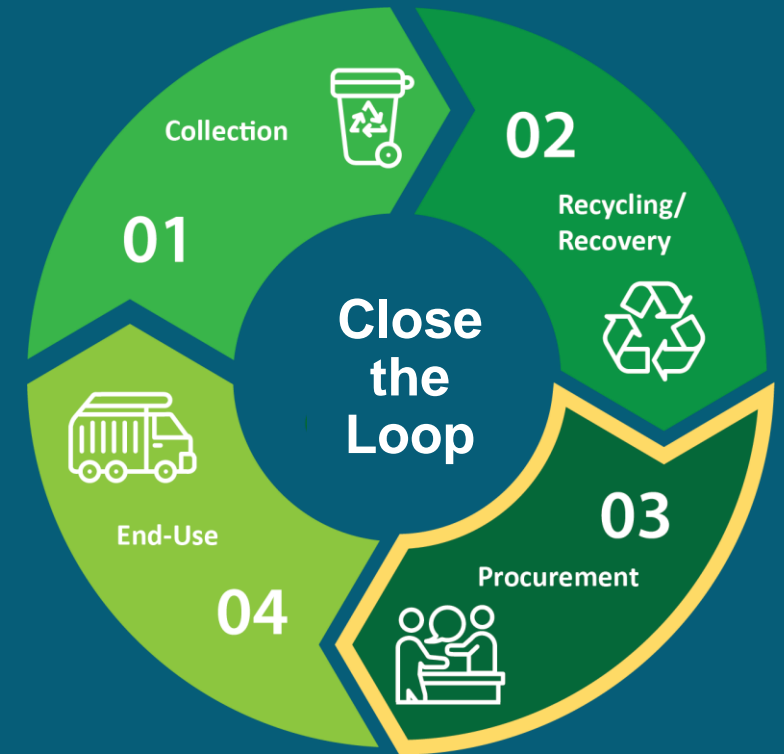 Collection
01
02
Recycling/
Recovery
Close
the
Loop
03
Procurement
End-Use
04